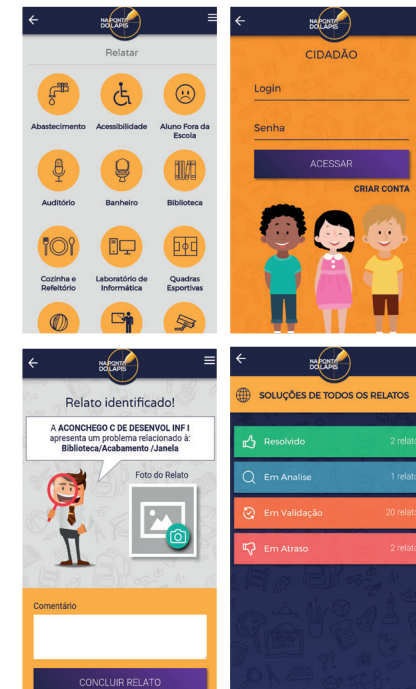 NA PONTA
DO LÁPIS
Relatar
Abastecimento
Acessibilidade
Aluno Fora da
Escola
Auditório
Banheiro
Biblioteca
Cozinha e
Refeitório
Laboratório de
Informática
Quadras
Esportivas
NA PONTA
DO LÁPIS
CIDADÃO
Login
Senha
ACESSAR
CRIAR CONTA
NA PONTA
DO LÁPIS
Relato identificado!
A ACONCHEGO C DE DESENVOL INF I
apresenta um problema relacionado à:
Biblioteca/Acabamento /Janela
Foto do Relato
Comentário
CONCLUIR RELATO
NA PONTA
DO LÁPIS
SOLUÇÕES DE TODOS OS RELATOS
Resolvido 2 relato
Em Analise 1 relato
Em Validação 20 relato
Em Atraso 2 relato